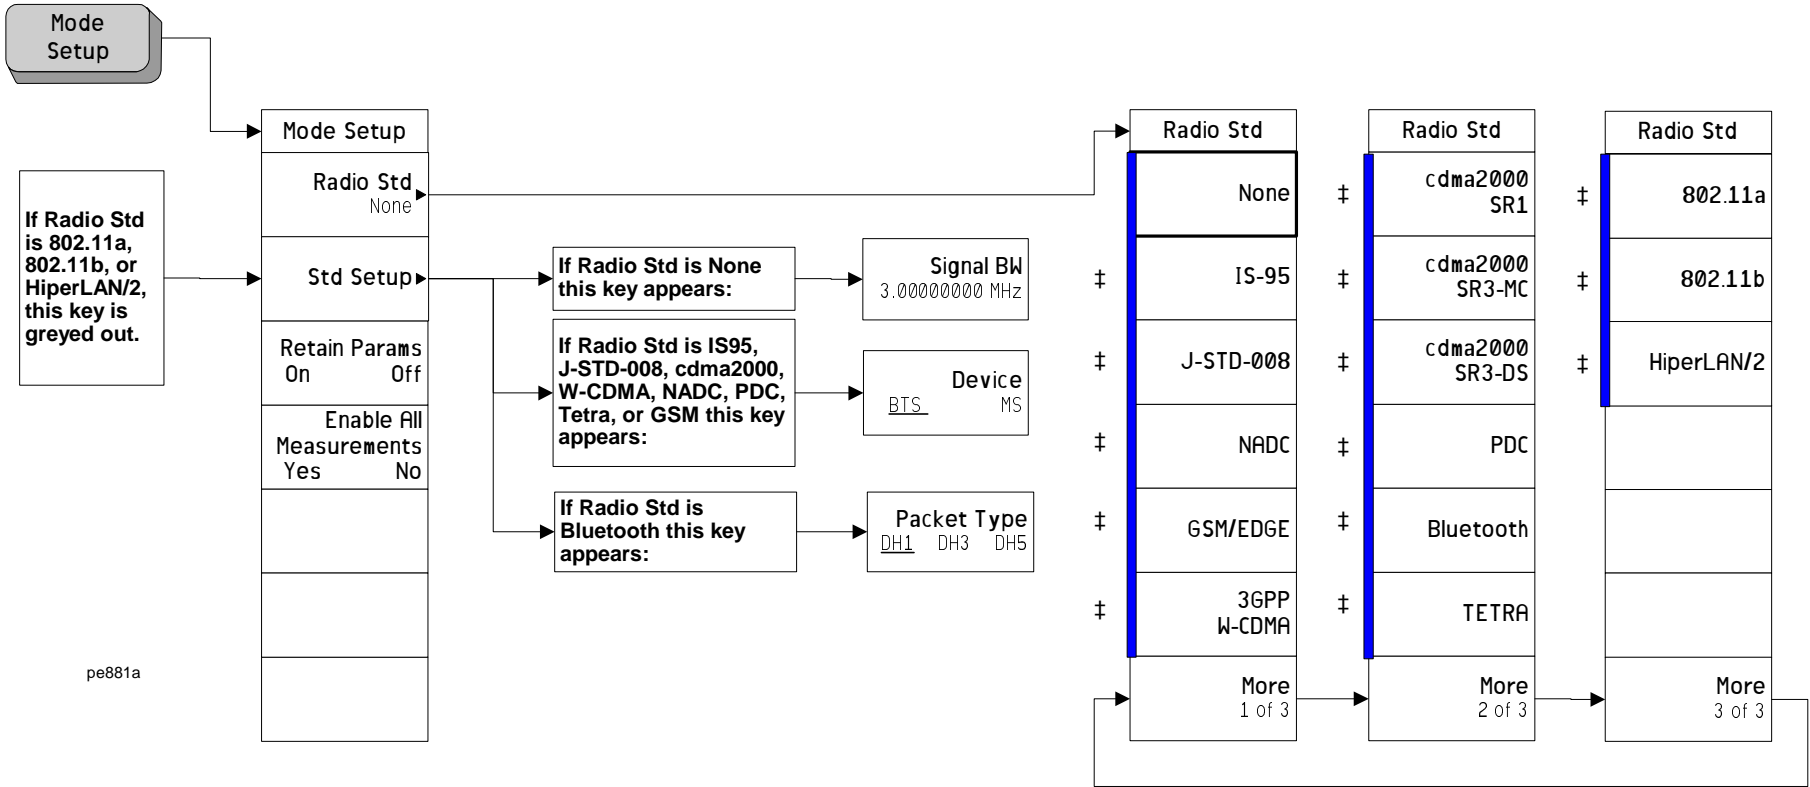 Mode
Setup
Mode Setup
Radio Std
None
Std Setup
Retain Params
On Off
Enable All
Measurements
Yes No
If Radio Std
is 802.11a,
802.11b, or
HiperLAN/2,
this key is
greyed out.
pe881a
If Radio Std is None
this key appears:
Signal BW
3.00000000 MHz
If Radio Std is IS95,
J-STD-008, cdma2000,
W-CDMA, NADC, PDC,
Tetra, or GSM this key
appears:
Device
BTS MS
If Radio Std is
Bluetooth this key
appears:
Packet Type
DH1 DH3 DH5
Radio Std
None
‡ IS-95
‡ J-STD-008
‡ NADC
‡ GSM/EDGE
‡ 3GPP
W-CDMA
More
1 of 3
Radio Std
‡ cdma2000
SR1
‡ cdma2000
SR3-MC
‡ cdma2000
SR3-DS
‡ PDC
‡ Bluetooth
‡ TETRA
More
2 of 3
Radio Std
‡ 802.11a
‡ 802.11b
‡ HiperLAN/2
More
3 of 3